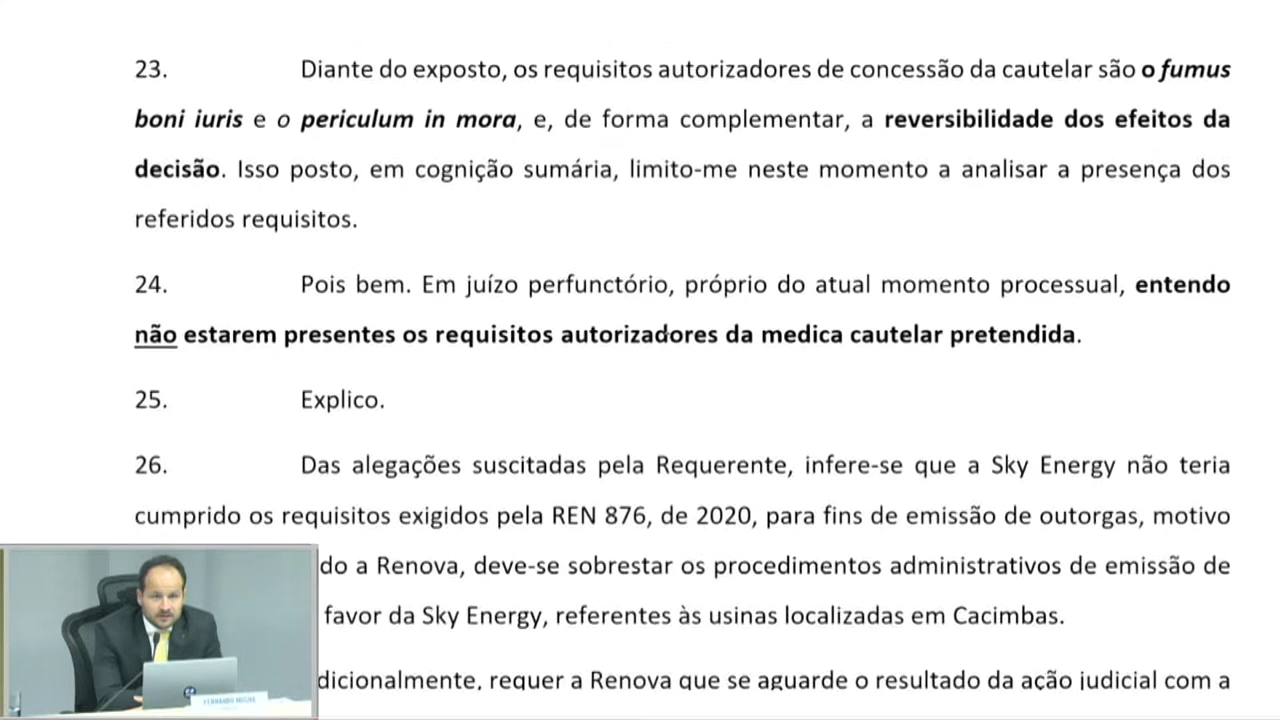 23. Diante do exposto, os requisitos autorizadores de concessão da cautelar são o fumus
boni iuris e o periculum in mora, e, de forma complementar, a reversibilidade dos efeitos da
decisão. Isso posto, em cognição sumária, limito-me neste momento a analisar a presença dos
referidos requisitos.
24. Pois bem. Em juízo perfunctório, próprio do atual momento processual, entendo
não estarem presentes os requisitos autorizadores da medica cautelar pretendida.
25. Explico.
26. Das alegações suscitadas pela Requerente, infere-se que a Sky Energy não teria
cumprido os requisitos exigidos pela REN 876, de 2020, para fins de emissão de outorgas, motivo
do a Renova, deve-se sobrestar os procedimentos administrativos de emissão de
favor da Sky Energy, referentes às usinas localizadas em Cacimbas.
dicionalmente, requer a Renova que se aguarde o resultado da ação judicial com a